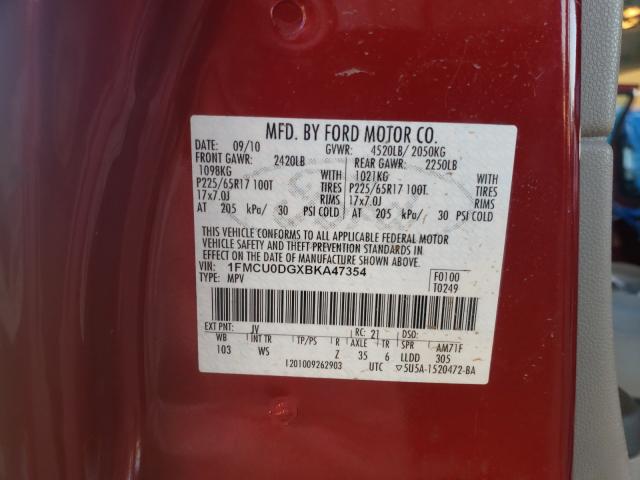 MFD. BY FORD MOTOR CO.
DATE: 09/10 GVWR: 4520LB/ 2050KG
FRONT GAWR: 2420LB REAR GAWR: 2250LB
1098KG 1021KG
P225/65R17 100T TIRES P225/65R17 100T TIRES
17x7.0J RIMS 17x7.0J RIMS
AT 205 kPa/ 30 PSI COLD AT 205 kPa/ 30 PSI COLD
THIS VEHICLE CONFORMS TO ALL APPLICABLE FEDERAL MOTOR
VEHICLE SAFETY AND THEFT PREVENTION STANDARDS IN
EFFECT ON THE DATE OF MANUFACTURE SHOWN ABOVE.
VIN: 1FMCU0DGXBKA47354
TYPE: MPV
F0100
T0249
EXT PNT: JV RC: 21 DSO:
WB INT TR TP/PS R AXLE TR SPR AM71F
103 WS Z 35 6 LLDD 305
1201009262903 UTC ▽5U5A-1520472-BA